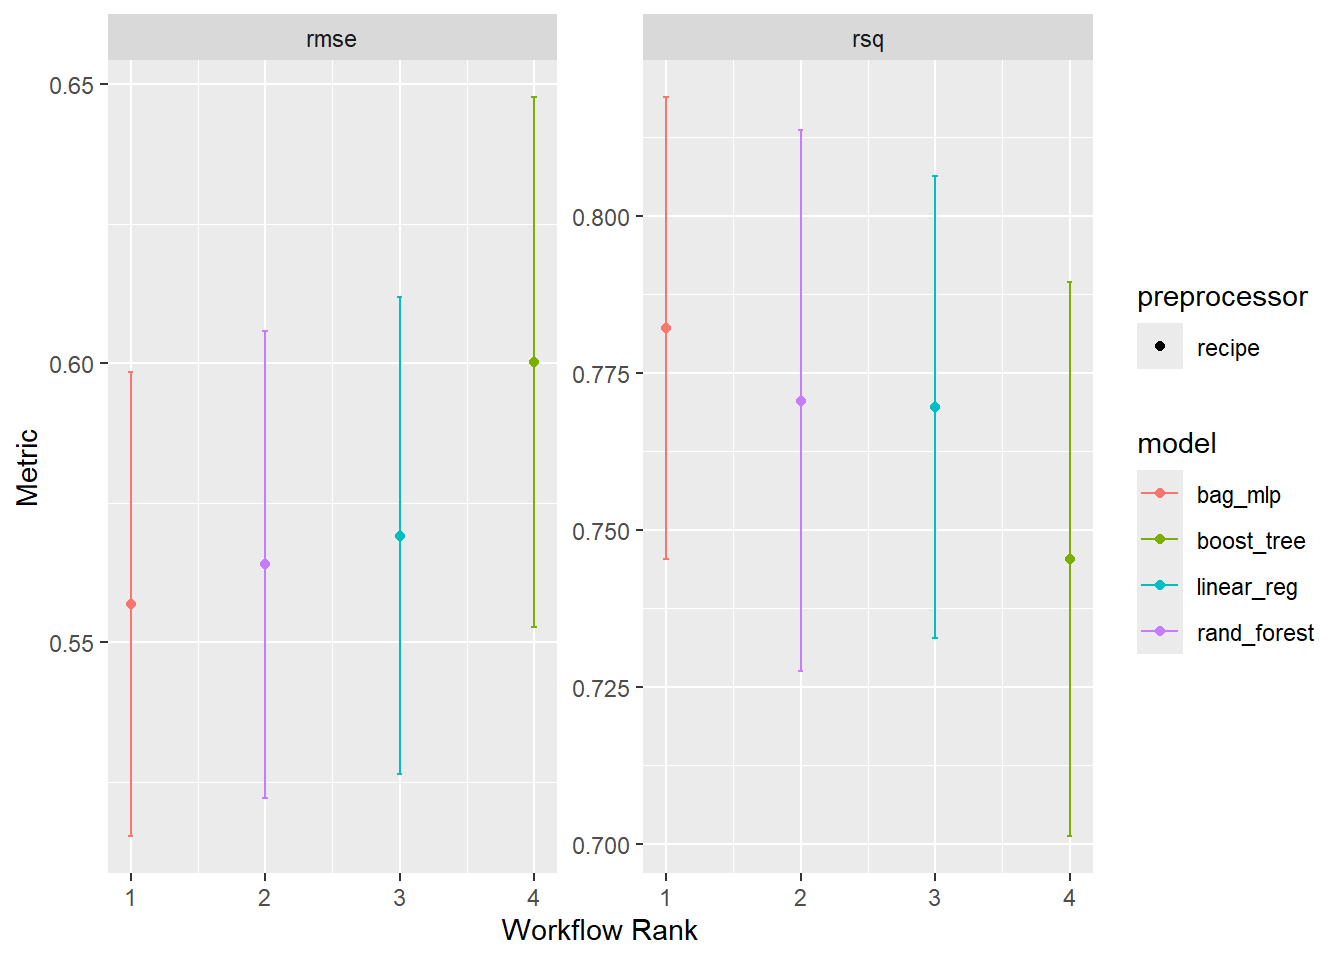 rmse
rsq
Metric
0.65
0.60
0.55
0.800
0.775
0.750
0.725
0.700
1 2 3 4
1 2 3 4
Workflow Rank
preprocessor
recipe
model
bag_mlp
boost_tree
linear_reg
rand_forest